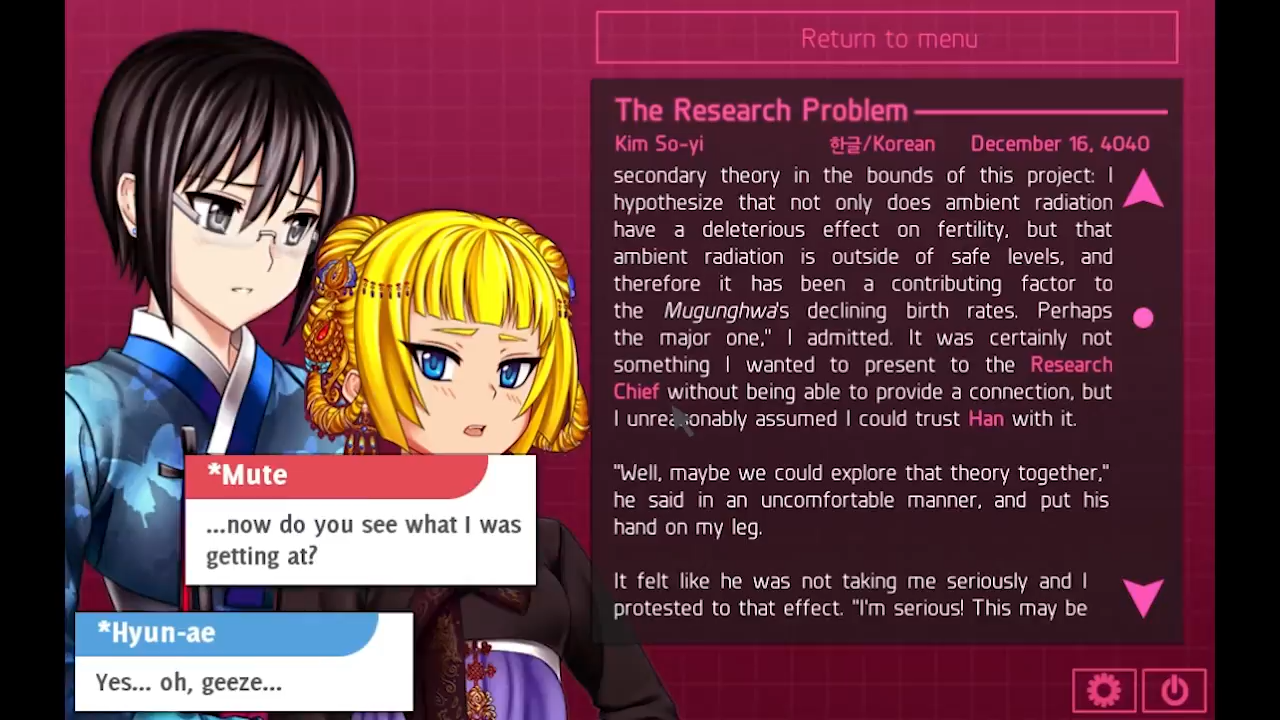 Return to menu
The Research Problem
Kim So-yi 한글/Korean December 16, 4040
secondary theory in the bounds of this project: I
hypothesize that not only does ambient radiation
have a deleterious effect on fertility, but that
ambient radiation is outside of safe levels, and
therefore it has been a contributing factor to
the Mugunghwa's declining birth rates. Perhaps
the major one," I admitted. It was certainly not
something I wanted to present to the Research
Chief without being able to provide a connection, but
I unreasonably assumed I could trust Han with it.
"Well, maybe we could explore that theory together,"
he said in an uncomfortable manner, and put his
hand on my leg.
It felt like he was not taking me seriously and I
protested to that effect. "I'm serious! This may be
*Mute
...now do you see what I was
getting at?
*Hyun-ae
Yes... oh, geeze...